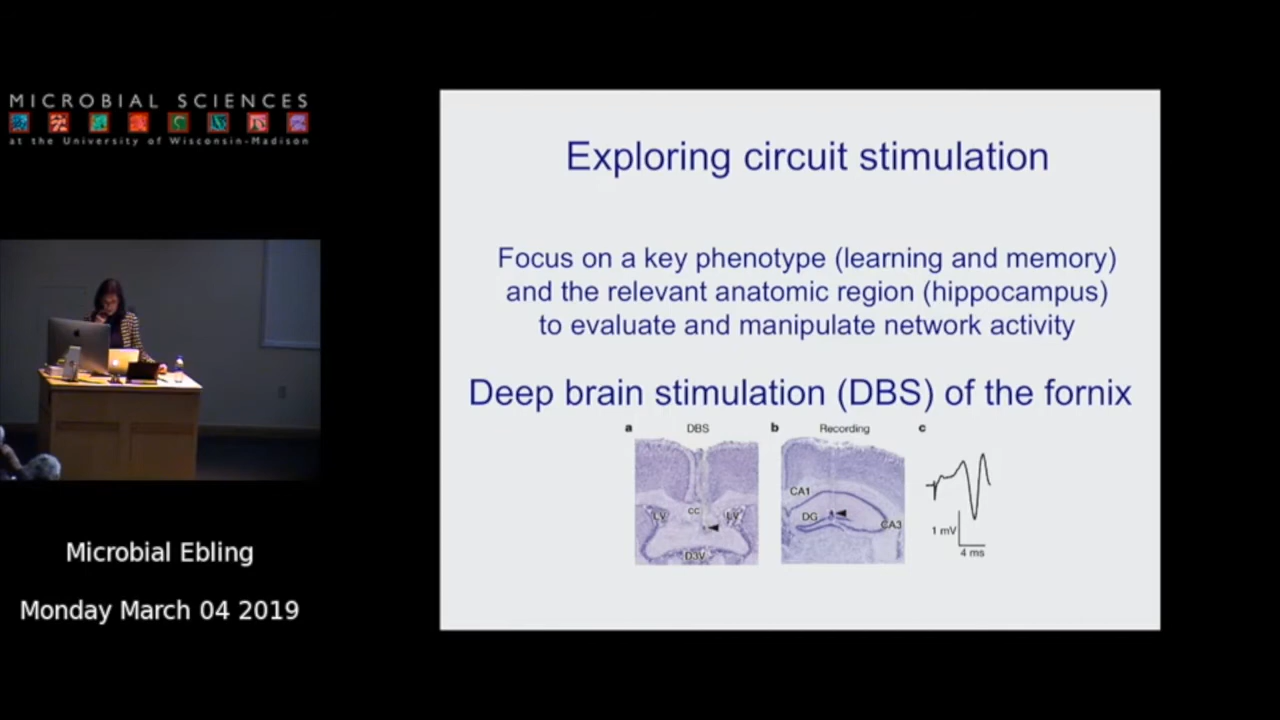 MICROBIAL SCIENCES
at the University of Wisconsin-Madison
Microbial Ebling
Monday March 04 2019
Exploring circuit stimulation
Focus on a key phenotype (learning and memory)
and the relevant anatomic region (hippocampus)
to evaluate and manipulate network activity
Deep brain stimulation (DBS) of the fornix
a DBS b Recording c
LV cc LV
D3V
CA1
DG
CA3
1 mV
4 ms